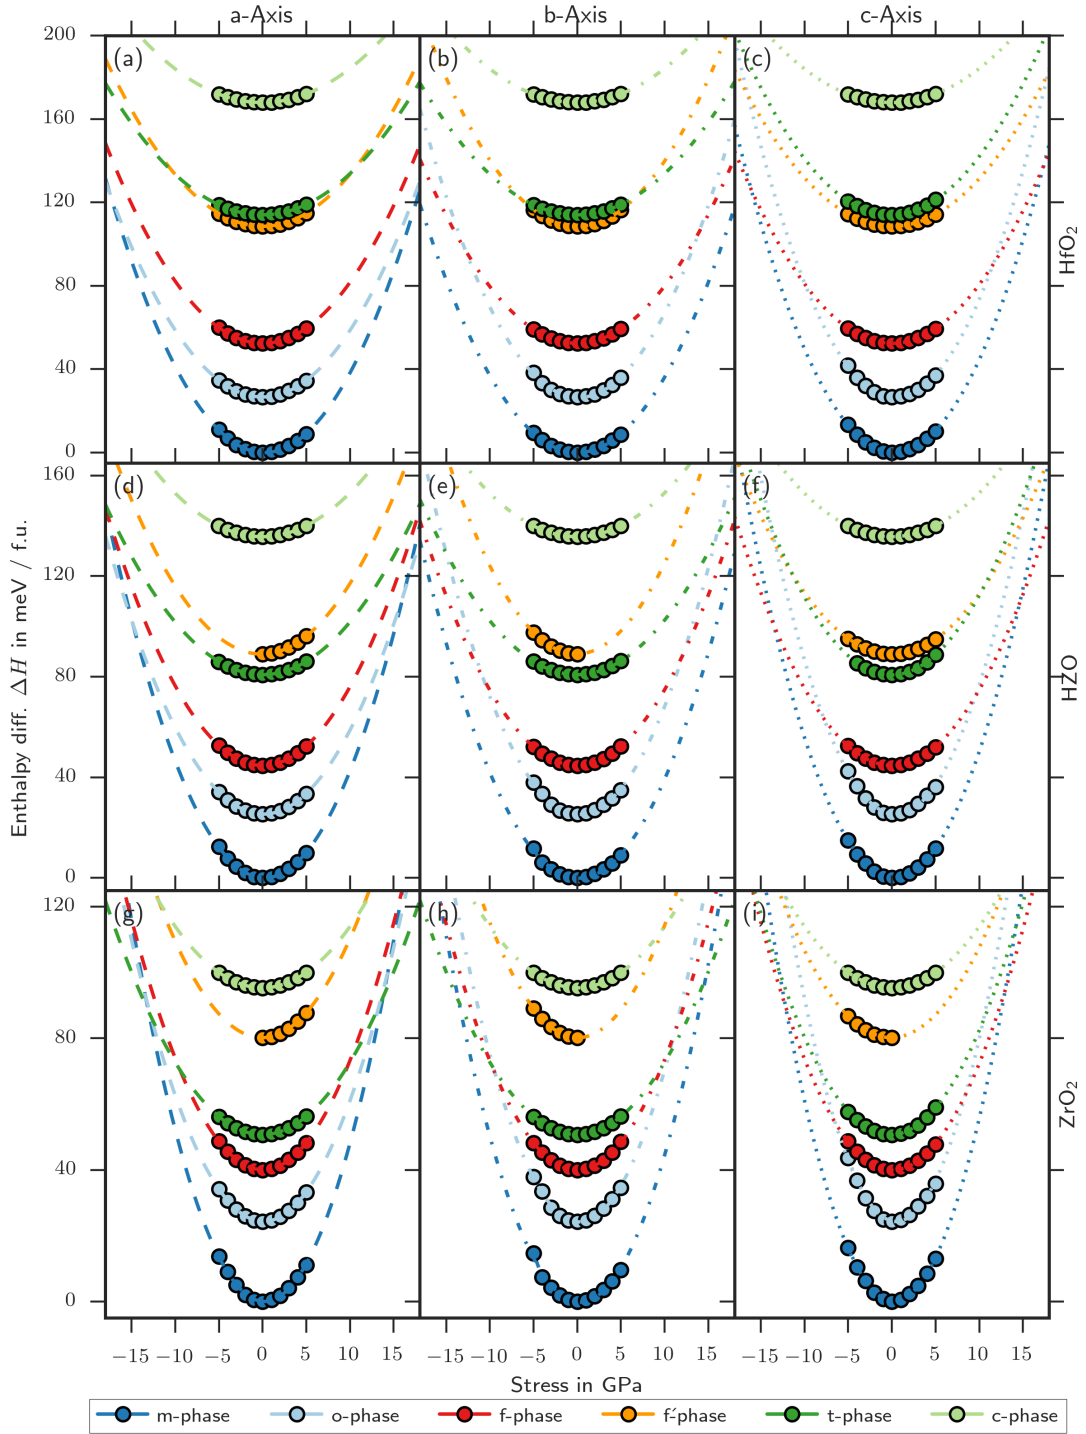 a-Axis b-Axis c-Axis
200
160
120
80
40
0
(a) (b) (c)
HfO2
160
120
80
40
0
(d) (e) (f)
HZO
120
80
40
0
(g) (h) (i)
ZrO2
Enthalpy diff. ΔH in meV / f.u.
−15 −10 −5 0 5 10 15 −15 −10 −5 0 5 10 15 −15 −10 −5 0 5 10 15
Stress in GPa
m-phase o-phase f-phase f´-phase t-phase c-phase